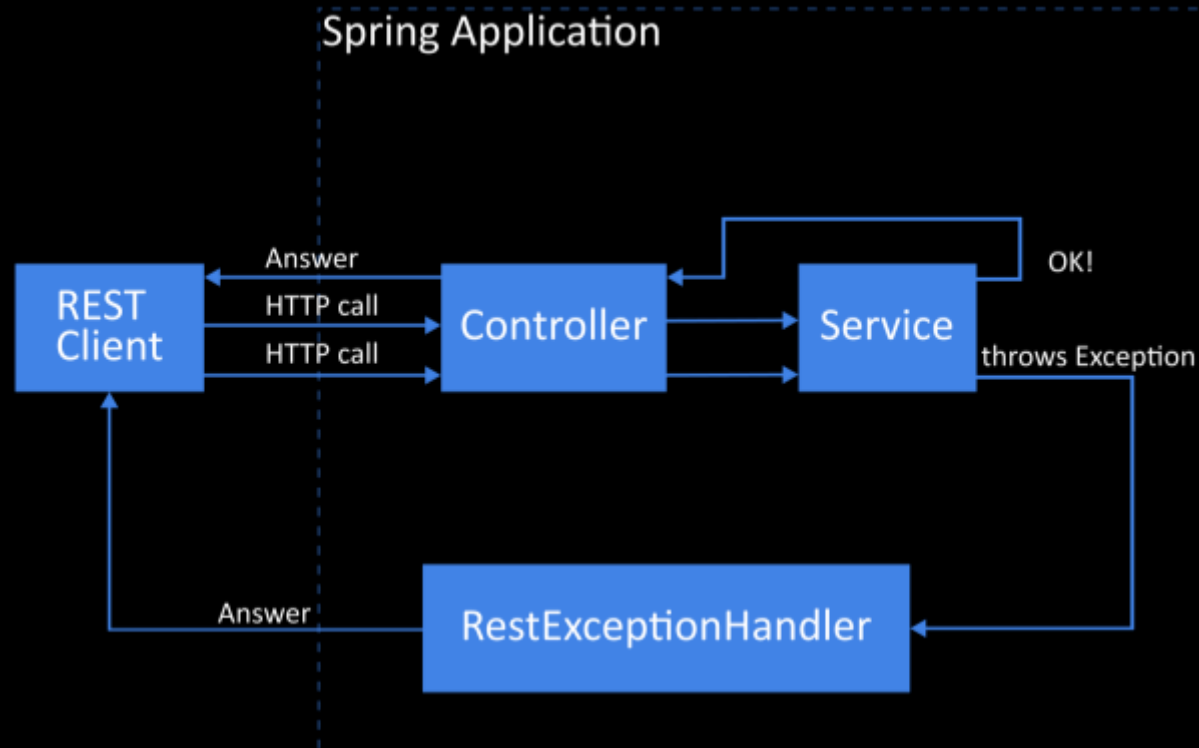 Spring Application
Answer
OK!
REST
Client
HTTP call
Controller
Service
HTTP call
throws Exception
Answer
RestExceptionHandler